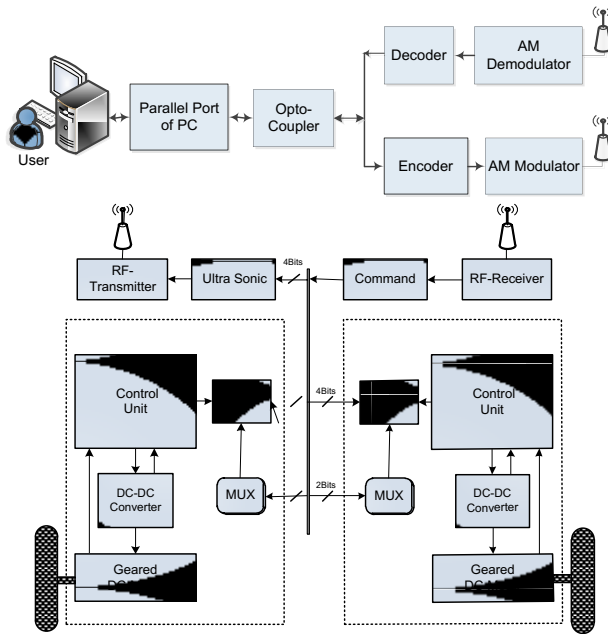 User
Parallel Port
of PC
Opto-
Coupler
Decoder
AM
Demodulator
Encoder
AM Modulator
RF-
Transmitter
Ultra Sonic
4Bits
Command
RF-Receiver
Control
Unit
4Bits
Control
Unit
DC-DC
Converter
MUX
2Bits
MUX
DC-DC
Converter
Geared
Geared